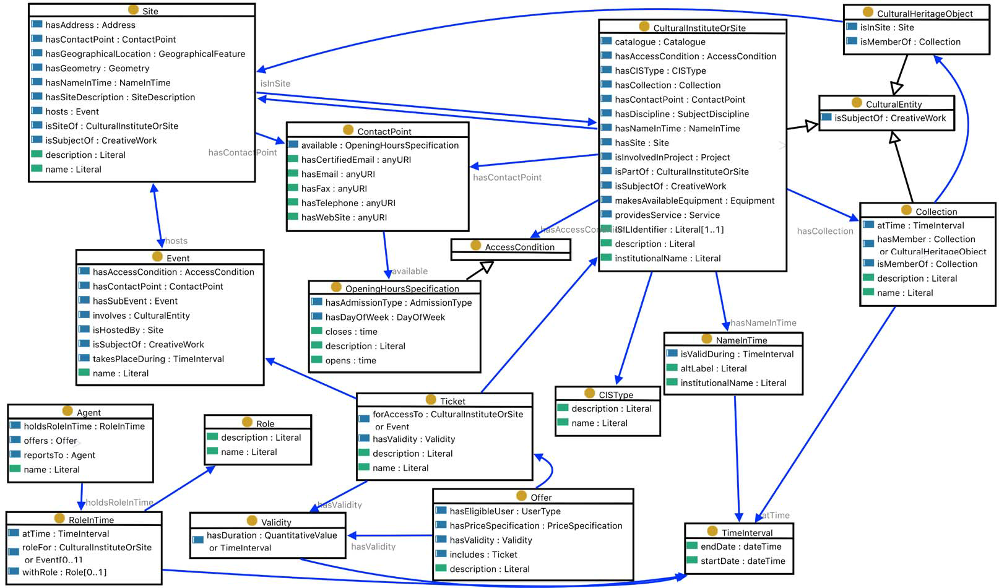 Site
hasAddress : Address
hasContactPoint : ContactPoint
hasGeographicalLocation : GeographicalFeature
hasGeometry : Geometry
hasNameInTime : NameInTime
hasSiteDescription : SiteDescription
hosts : Event
isSiteOf : CulturalInstituteOrSite
isSubjectOf : CreativeWork
description : Literal
name : Literal
isInSite
hasContactPoint
ContactPoint
available : OpeningHoursSpecification
hasCertifiedEmail : anyURI
hasEmail : anyURI
hasFax : anyURI
hasTelephone : anyURI
hasWebSite : anyURI
hasContactPoint
CulturalInstituteOrSite
catalogue : Catalogue
hasAccessCondition : AccessCondition
hasCISType : CISType
hasCollection : Collection
hasContactPoint : ContactPoint
hasDiscipline : SubjectDiscipline
hasNameInTime : NameInTime
hasSite : Site
isInvolvedInProject : Project
isPartOf : CulturalInstituteOrSite
isSubjectOf : CreativeWork
makesAvailableEquipment : Equipment
providesService : Service
ISILIdentifier : Literal[1..1]
description : Literal
institutionalName : Literal
hasAccessCondition
CulturalHeritageObject
isInSite : Site
isMemberOf : Collection
CulturalEntity
isSubjectOf : CreativeWork
hasCollection
Collection
atTime : TimeInterval
hasMember : Collection
or CulturalHeritageObject
isMemberOf : Collection
description : Literal
name : Literal
AccessCondition
hosts
Event
hasAccessCondition : AccessCondition
hasContactPoint : ContactPoint
hasSubEvent : Event
involves : CulturalEntity
isHostedBy : Site
isSubjectOf : CreativeWork
takesPlaceDuring : TimeInterval
name : Literal
available
OpeningHoursSpecification
hasAdmissionType : AdmissionType
hasDayOfWeek : DayOfWeek
closes : time
description : Literal
opens : time
hasNameInTime
NameInTime
isValidDuring : TimeInterval
altLabel : Literal
institutionalName : Literal
CISType
description : Literal
name : Literal
Agent
holdsRoleInTime : RoleInTime
offers : Offer
reportsTo : Agent
name : Literal
holdsRoleInTime
Role
description : Literal
name : Literal
Ticket
forAccessTo : CulturalInstituteOrSite
or Event
hasValidity : Validity
description : Literal
name : Literal
hasValidity
RoleInTime
atTime : TimeInterval
roleFor : CulturalInstituteOrSite
or Event[0..1]
withRole : Role[0..1]
Validity
hasDuration : QuantitativeValue
or TimeInterval
hasValidity
Offer
hasEligibleUser : UserType
hasPriceSpecification : PriceSpecification
hasValidity : Validity
includes : Ticket
description : Literal
atTime
TimeInterval
endDate : dateTime
startDate : dateTime